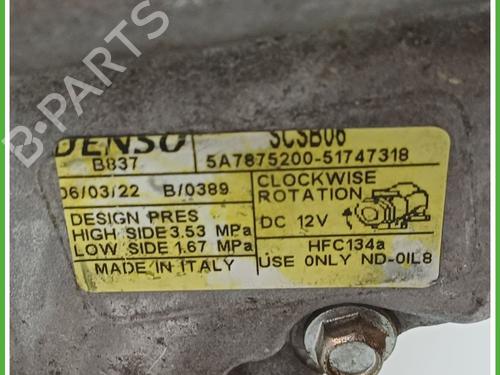 B-PARTS
DENSO SCSB06
B837 5A7875200-51747318
06/03/22 B/0389
CLOCKWISE
ROTATION
DC 12V
DESIGN PRES
HIGH SIDE 3.53 MPa
LOW SIDE 1.67 MPa
HFC134a
MADE IN ITALY
USE ONLY ND-OIL8